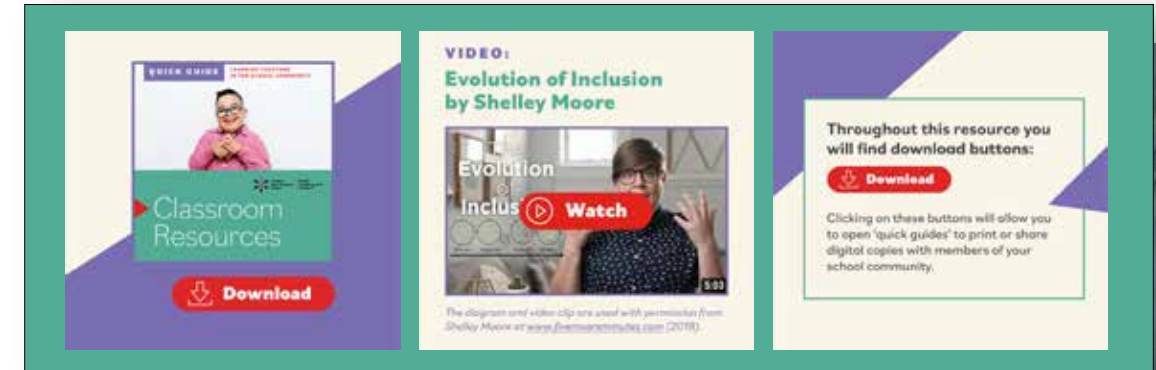 QUICK GUIDE
LEARNING TOGETHER
IN THE SCHOOL COMMUNITY
Classroom
Resources
Download
VIDEO:
Evolution of Inclusion
by Shelley Moore
Evolution
of
Inclus
Watch
5:03
The diagram and video clip are used with permission from
Shelley Moore at www.fivemoreminutes.com (2018).
Throughout this resource you
will find download buttons:
Download
Clicking on these buttons will allow you
to open 'quick guides' to print or share
digital copies with members of your
school community.